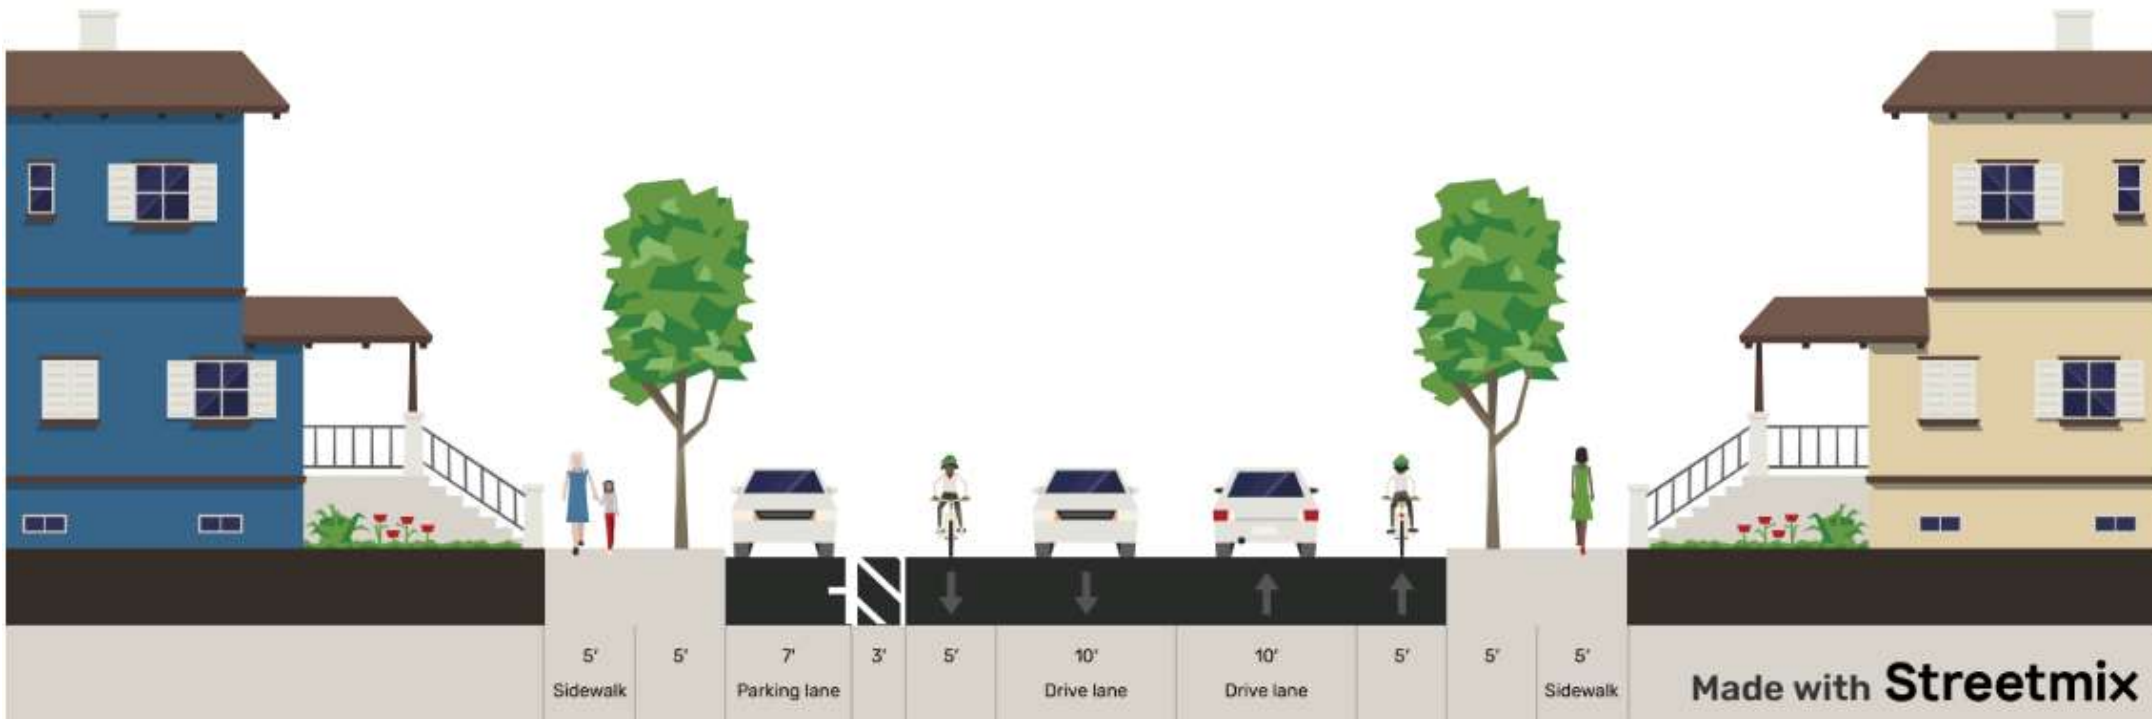 5' 5' 7' 3' 5' 10' 10' 5' 5' 5'
Sidewalk Parking lane Drive lane Drive lane Sidewalk
Made with Streetmix